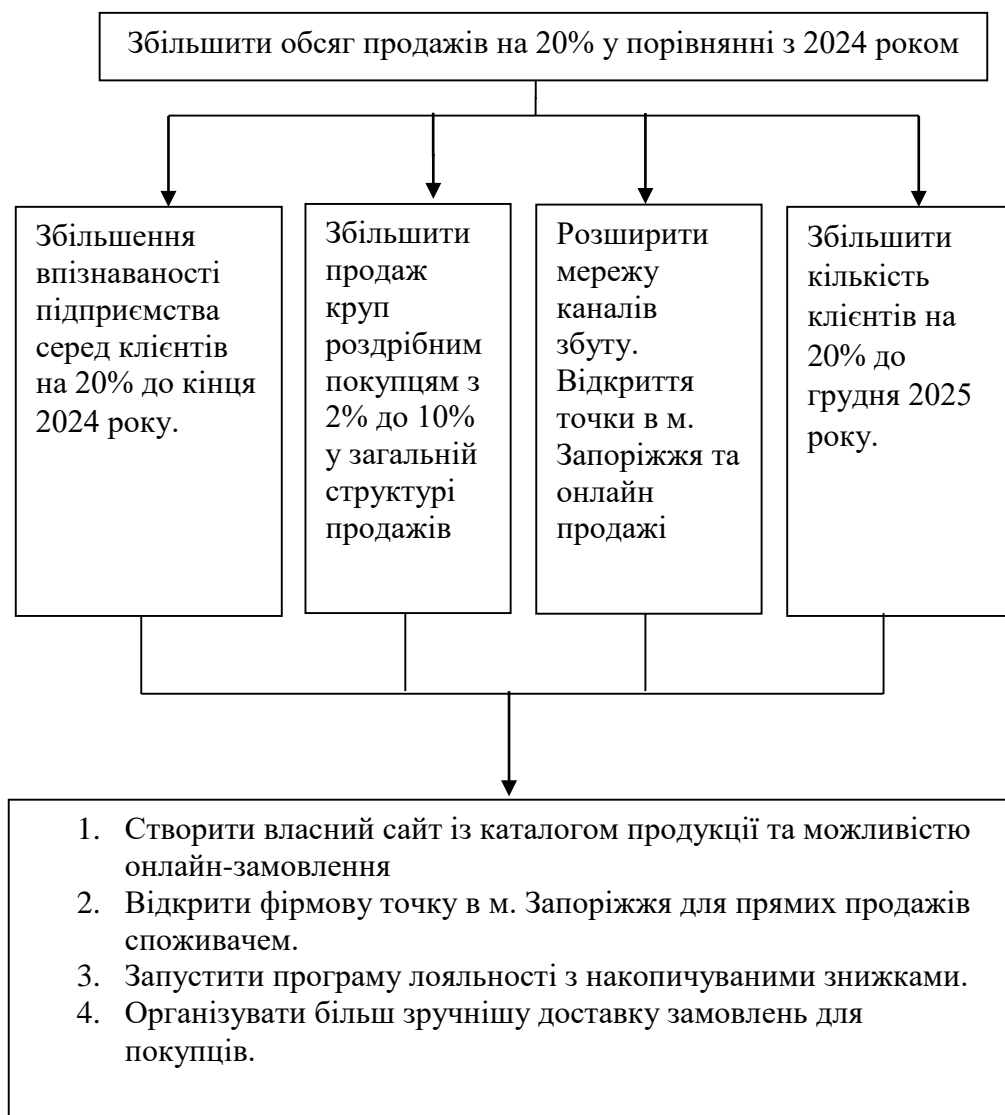 Збільшити обсяг продажів на 20% у порівнянні з 2024 роком
Збільшення
впізнаваності
підприємства
серед клієнтів
на 20% до кінця
2024 року.
Збільшити
продаж
круп
роздрібним
покупцям з
2% до 10%
у загальній
структурі
продажів
Розширити
мережу
каналів
збуту.
Відкриття
точки в м.
Запоріжжя та
онлайн
продажі
Збільшити
кількість
клієнтів на
20% до
грудня 2025
року.
1. Створити власний сайт із каталогом продукції та можливістю
онлайн-замовлення
2. Відкрити фірмову точку в м. Запоріжжя для прямих продажів
споживачем.
3. Запустити програму лояльності з накопичуваними знижками.
4. Організувати більш зручнішу доставку замовлень для
покупців.